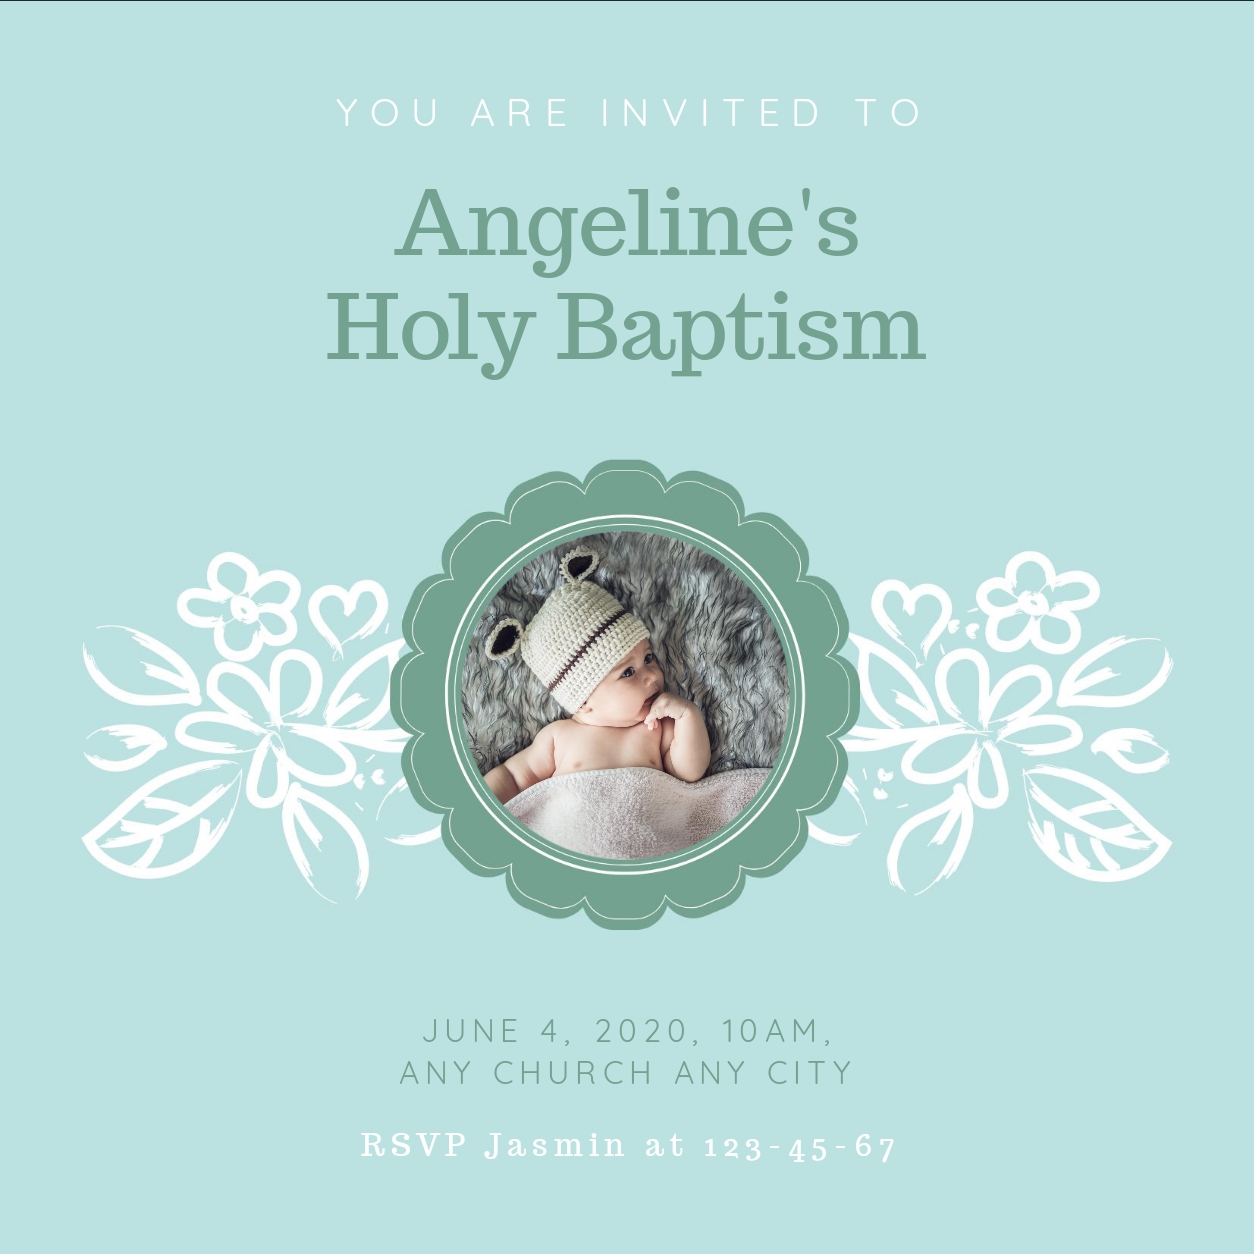 YOU ARE INVITED TO
Angeline's
Holy Baptism
JUNE 4, 2020, 10AM,
ANY CHURCH ANY CITY
RSVP Jasmin at 123-45-67